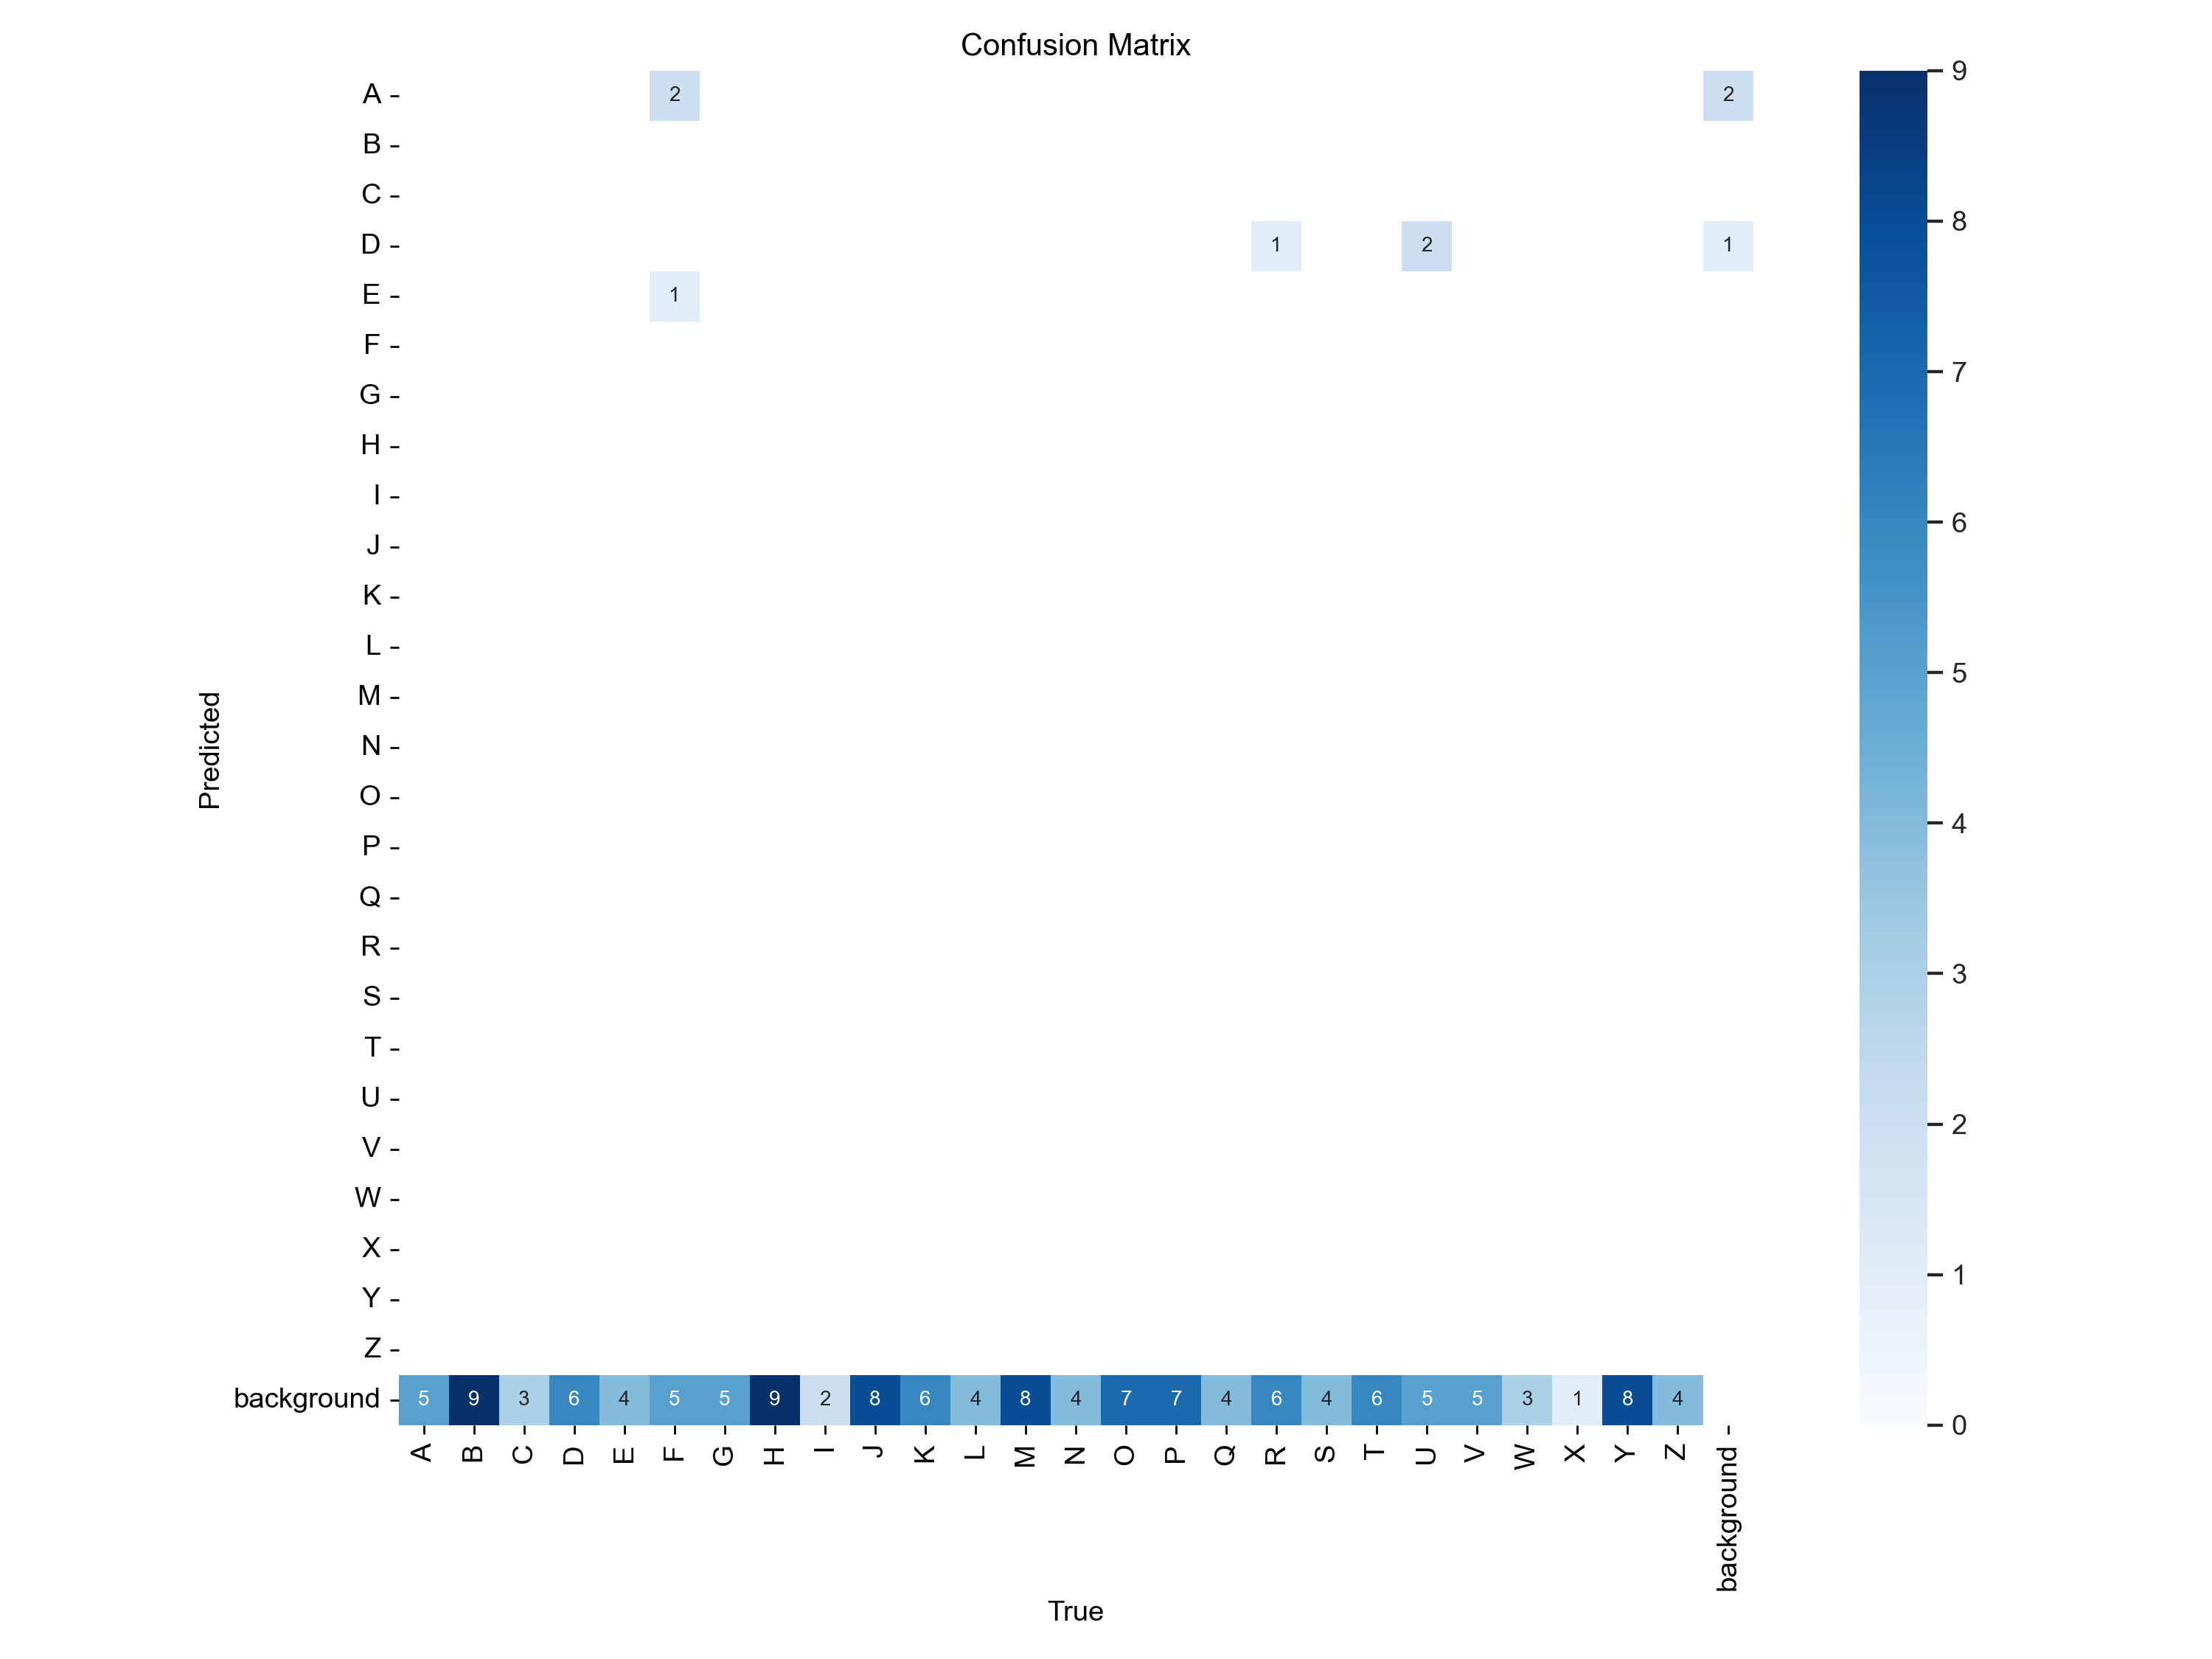 Confusion Matrix
A 2 2
B
C
D 1 2 1
E 1
F
G
H
I
J
K
L
M
N
O
P
Q
R
S
T
U
V
W
X
Y
Z
background 5 9 3 6 4 5 5 9 2 8 6 4 8 4 7 7 4 6 4 6 5 5 3 1 8 4
A B C D E F G H I J K L M N O P Q R S T U V W X Y Z background
True
Predicted
9
8
7
6
5
4
3
2
1
0